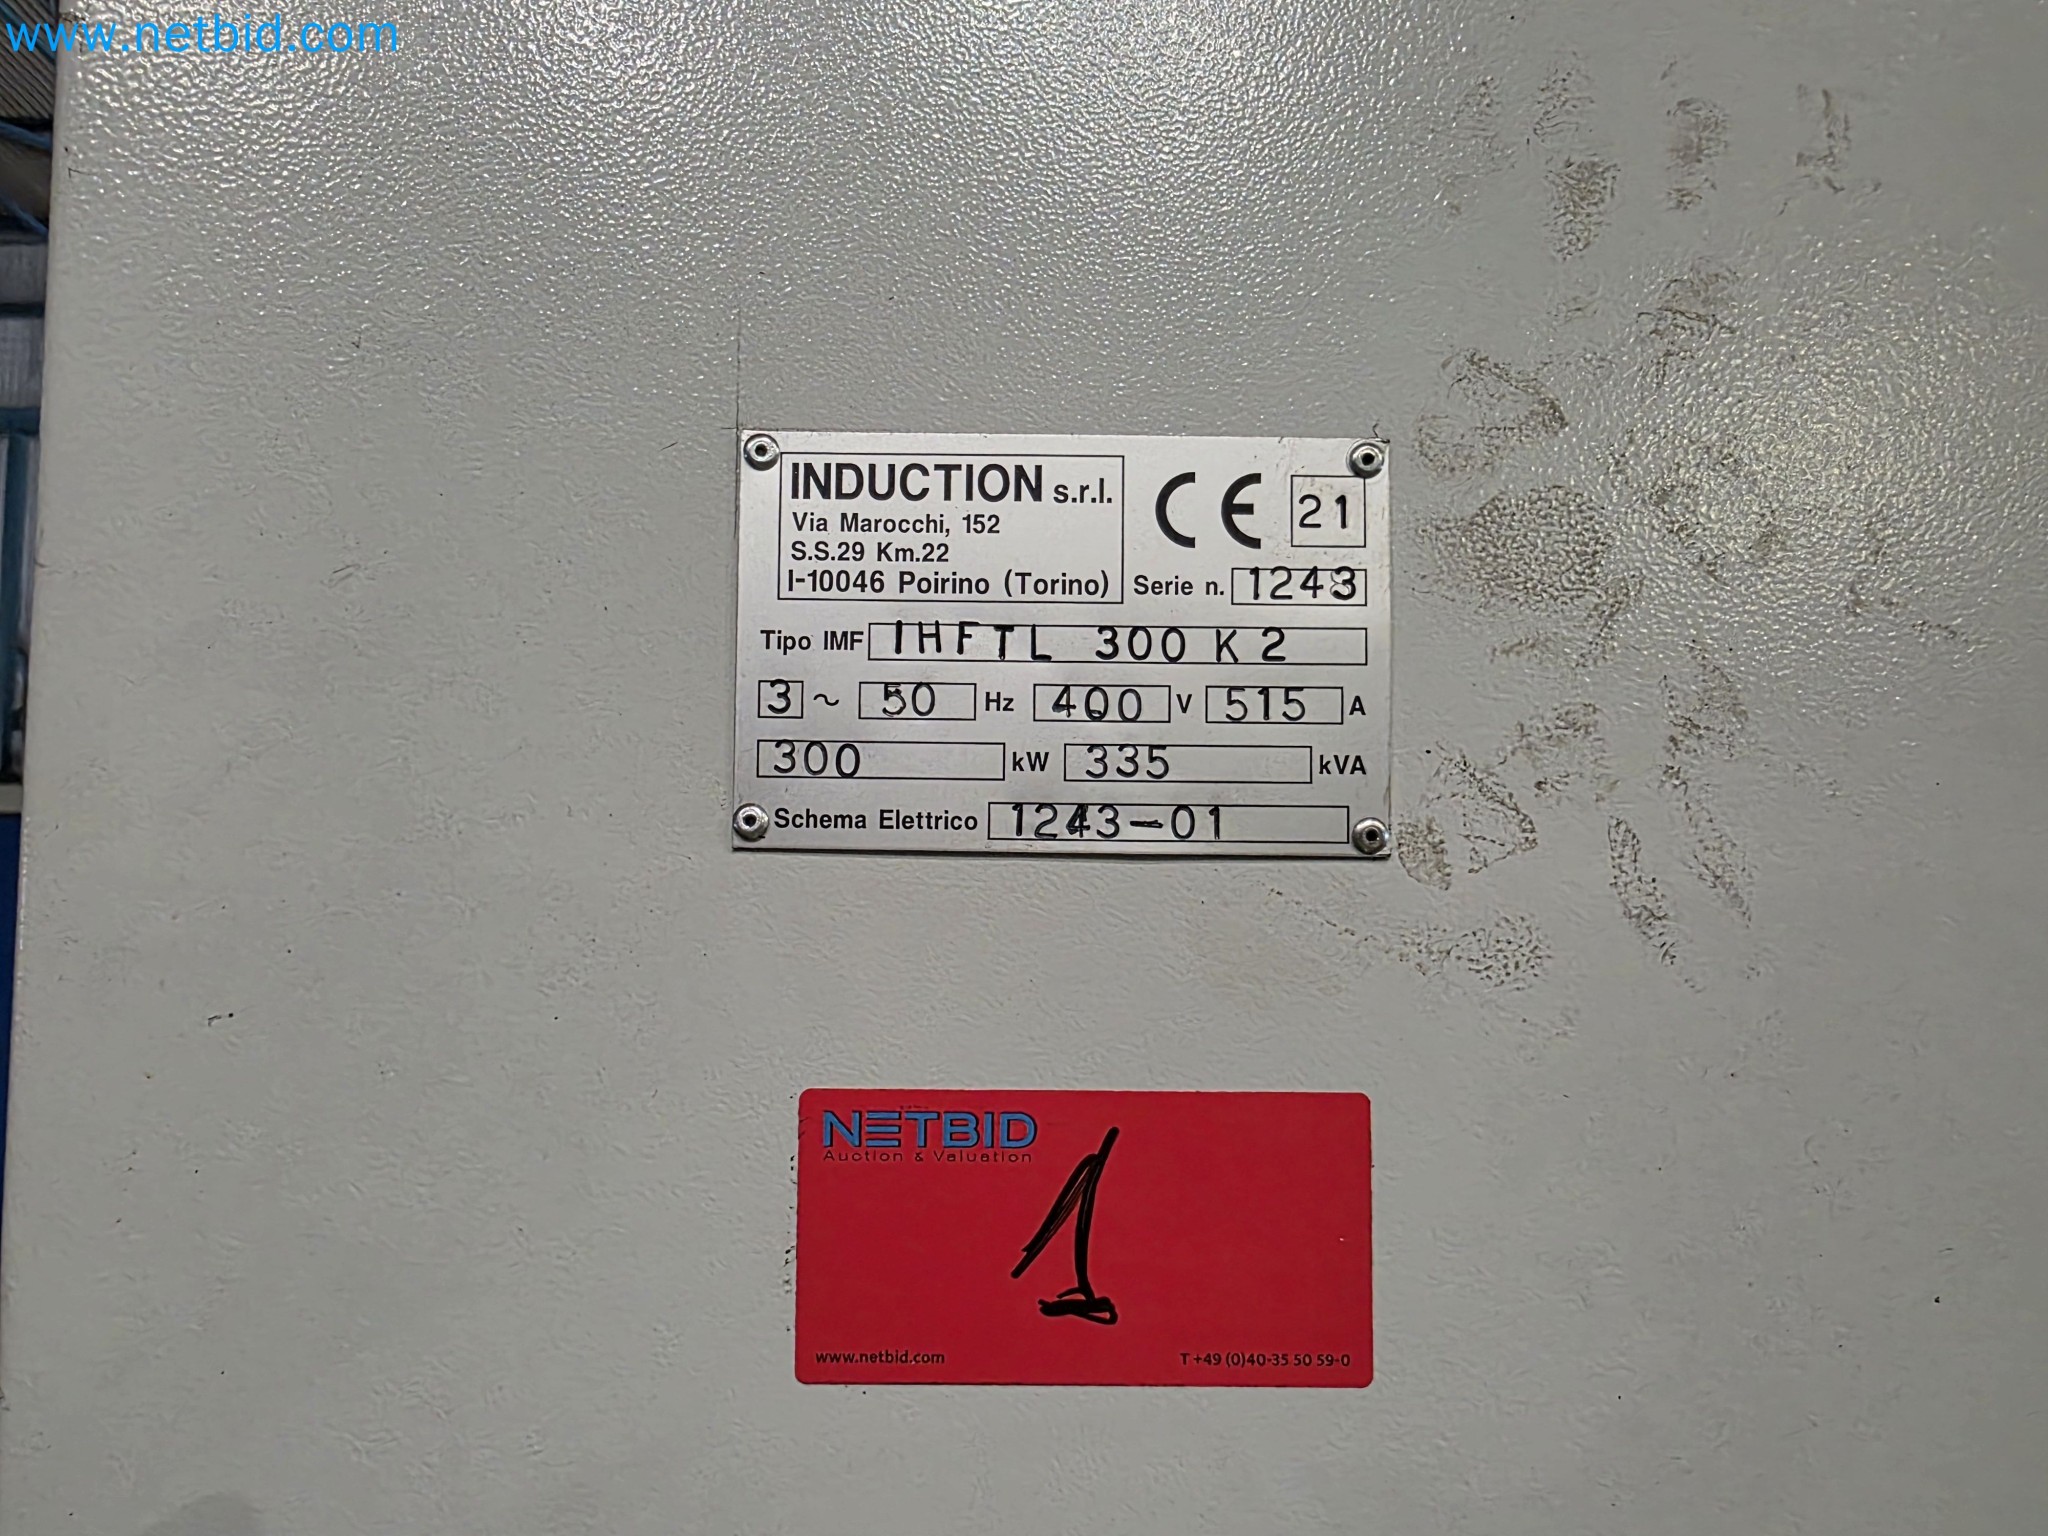 www.netbid.com
INDUCTION s.r.l.
Via Marocchi, 152
S.S.29 Km.22
I-10046 Poirino (Torino)
CE 21
Serie n. 1243
Tipo IMF IHFTL 300 K2
3 ~ 50 Hz 400 V 515 A
300 kW 335 kVA
Schema Elettrico 1243-01
NETBID
Auction & Valuation
1
www.netbid.com T +49 (0)40-35 50 59-0